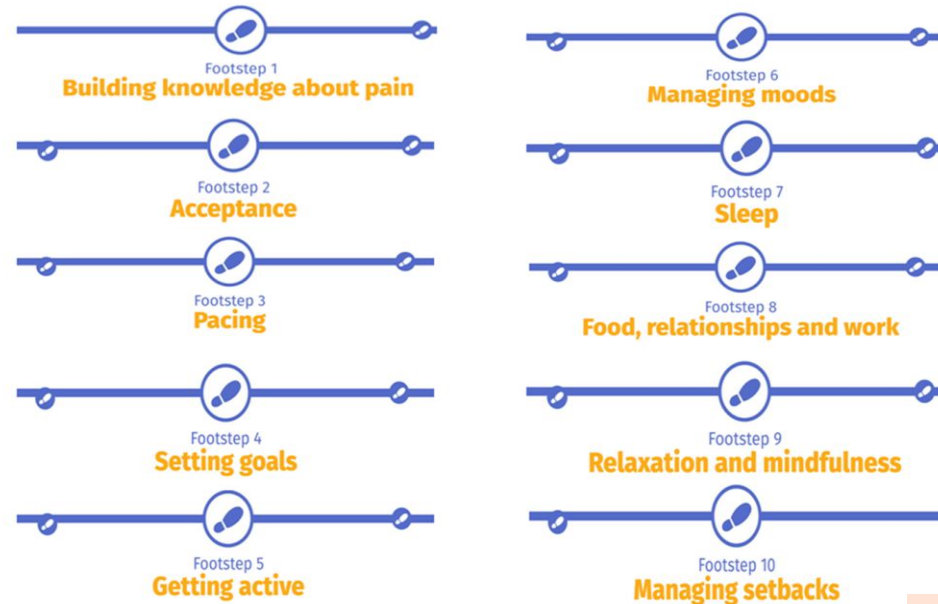 Footstep 1
Building knowledge about pain
Footstep 2
Acceptance
Footstep 3
Pacing
Footstep 4
Setting goals
Footstep 5
Getting active
Footstep 6
Managing moods
Footstep 7
Sleep
Footstep 8
Food, relationships and work
Footstep 9
Relaxation and mindfulness
Footstep 10
Managing setbacks